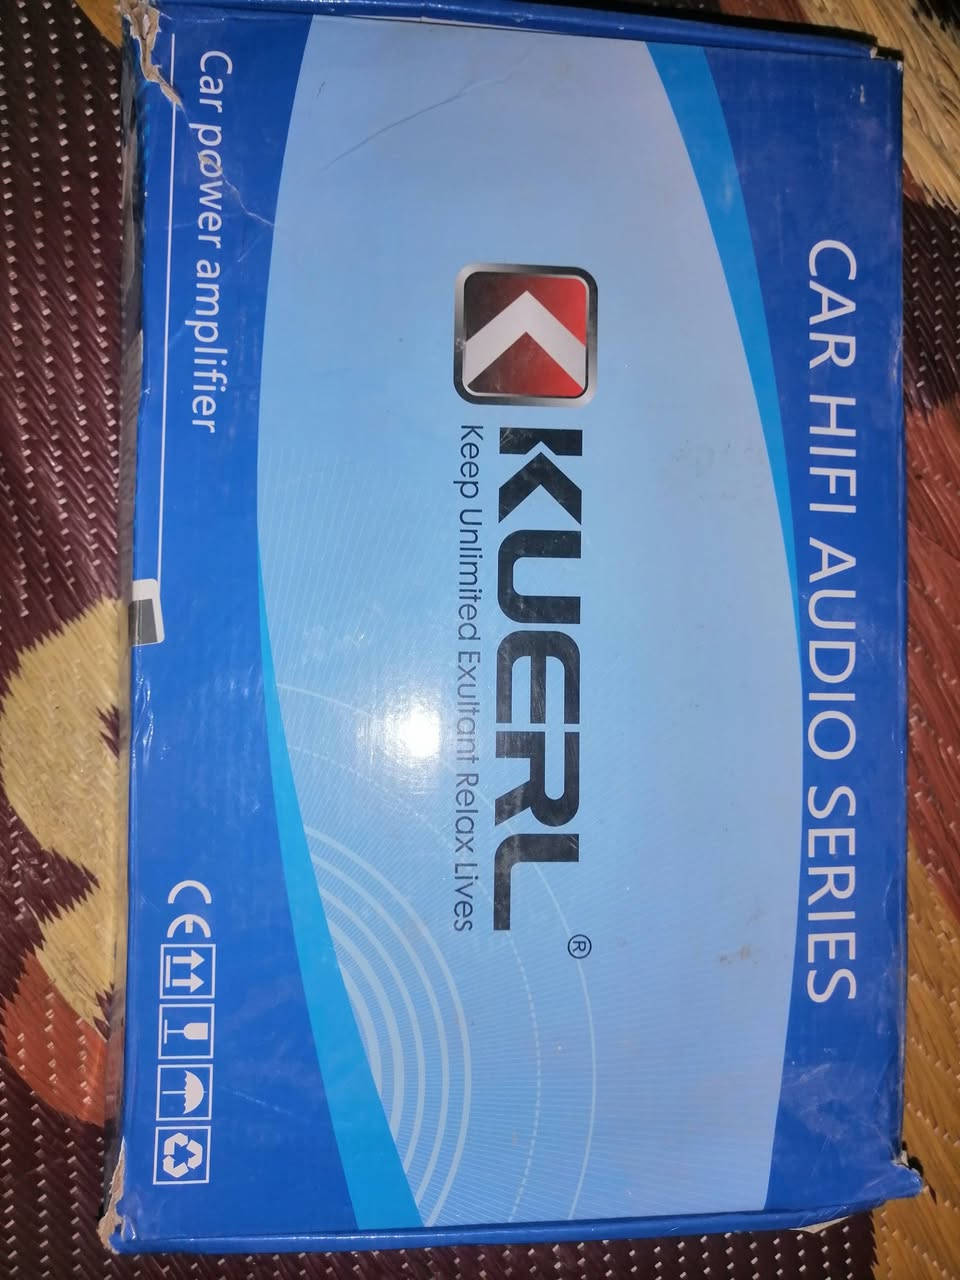 CAR HIFI AUDIO SERIES
KUERL®
Keep Unlimited Exultant Relax Lives
Car power amplifier
CE